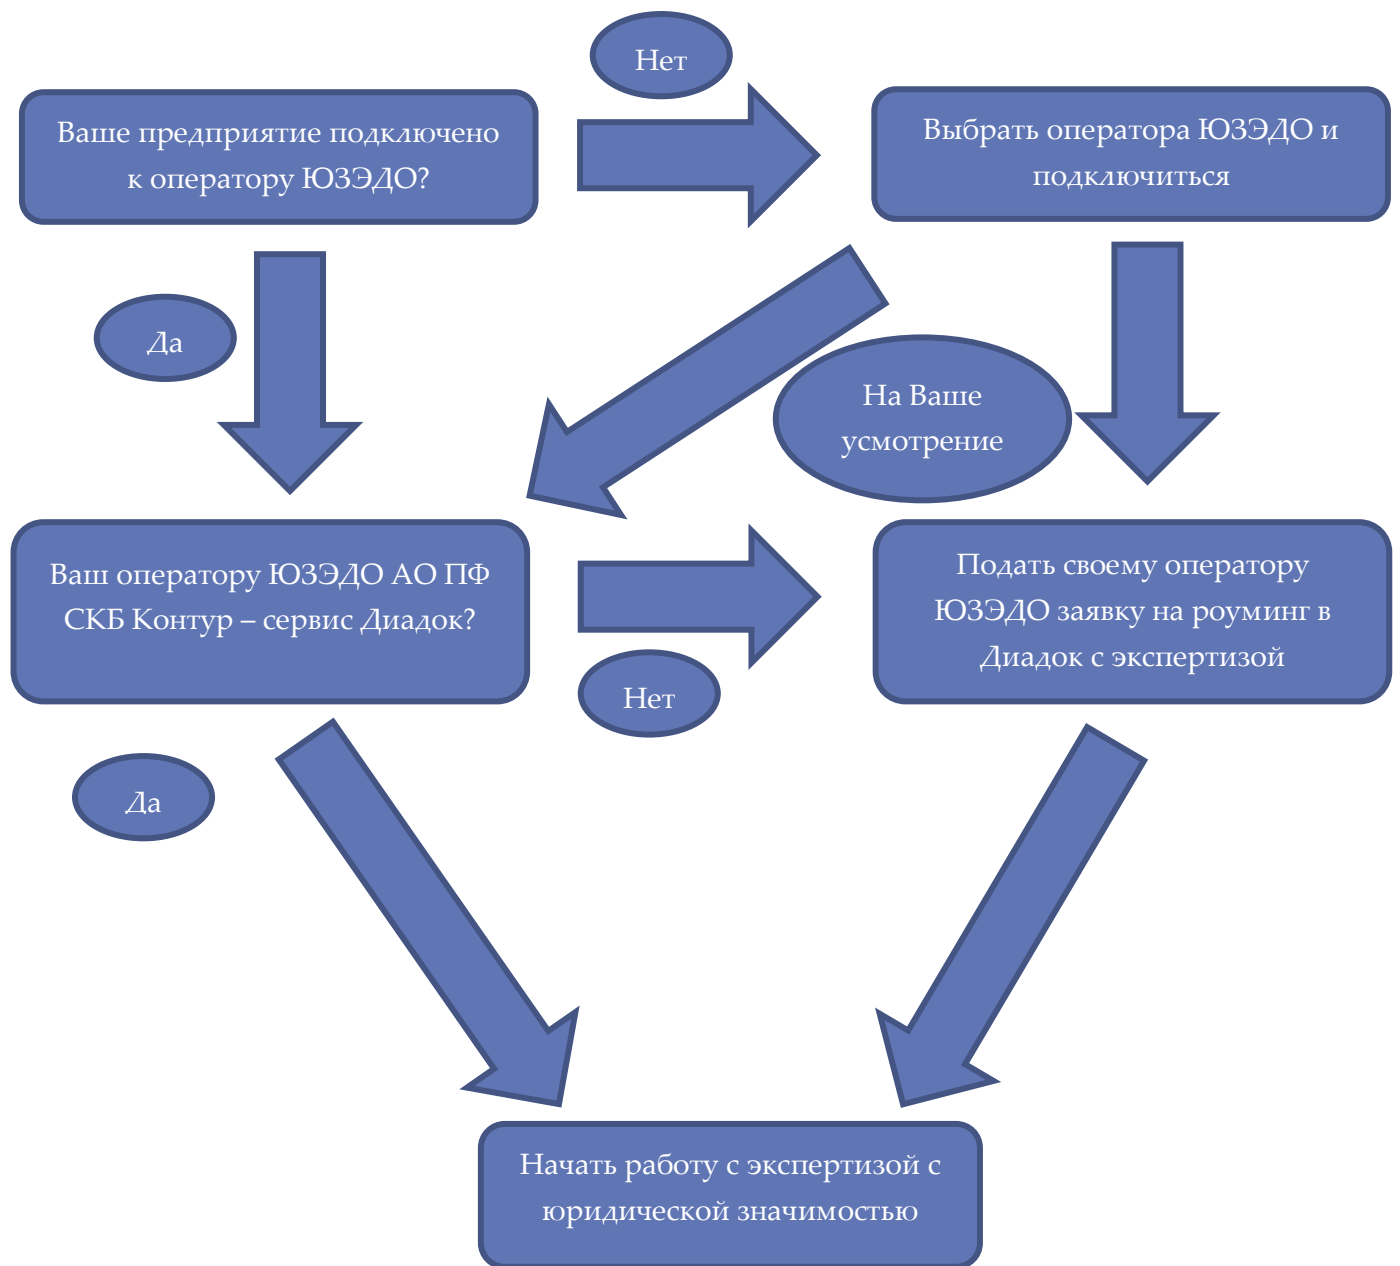 Нет
Ваше предприятие подключено
к оператору ЮЗЭДО?
Выбрать оператора ЮЗЭДО и
подключиться
Да
На Ваше
усмотрение
Ваш оператору ЮЗЭДО АО ПФ
СКБ Контур – сервис Диадок?
Подать своему оператору
ЮЗЭДО заявку на роуминг в
Диадок с экспертизой
Нет
Да
Начать работу с экспертизой с
юридической значимостью